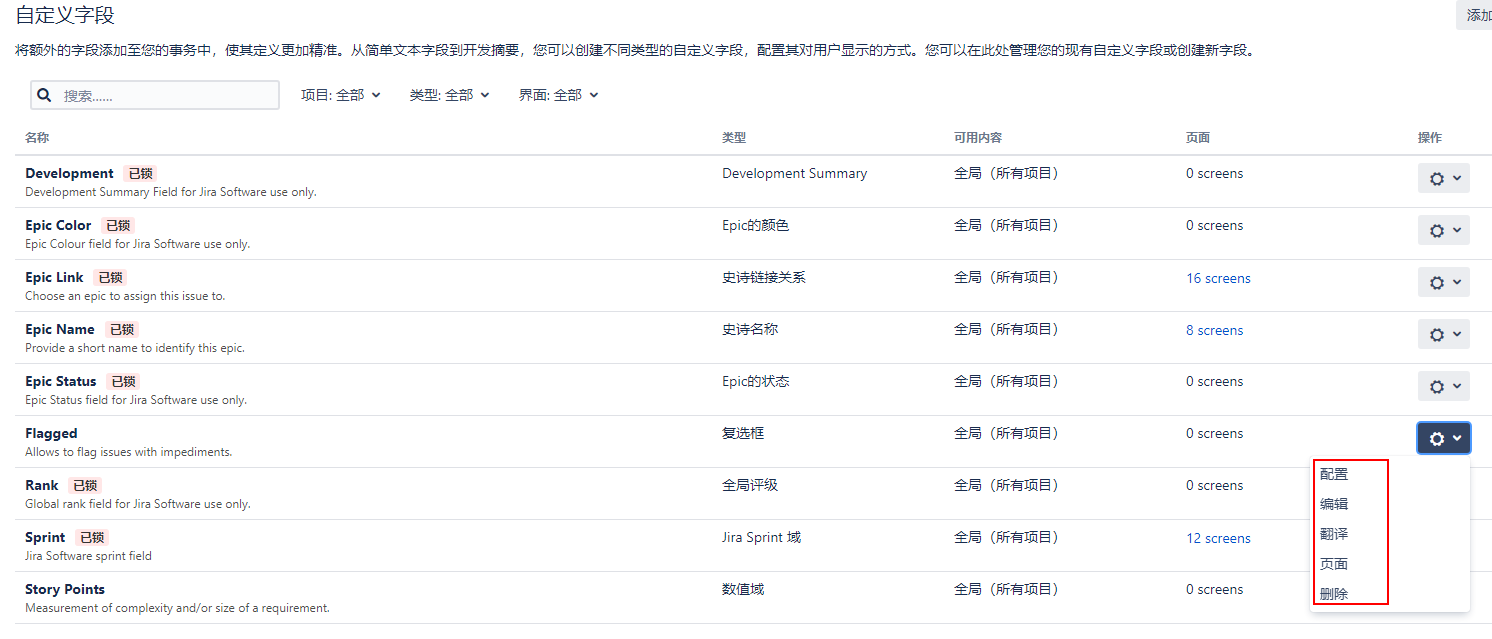 自定义字段
添加
将额外的字段添加至您的事务中，使其定义更加精准。从简单文本字段到开发摘要，您可以创建不同类型的自定义字段，配置其对用户显示的方式。您可以在此处管理您的现有自定义字段或创建新字段。
搜索...... 项目: 全部 类型: 全部 界面: 全部
名称 类型 可用内容 页面 操作
Development 已锁 Development Summary 全局（所有项目） 0 screens
Development Summary Field for Jira Software use only.
Epic Color 已锁 Epic的颜色 全局（所有项目） 0 screens
Epic Colour field for Jira Software use only.
Epic Link 已锁 史诗链接关系 全局（所有项目） 16 screens
Choose an epic to assign this issue to.
Epic Name 已锁 史诗名称 全局（所有项目） 8 screens
Provide a short name to identify this epic.
Epic Status 已锁 Epic的状态 全局（所有项目） 0 screens
Epic Status field for Jira Software use only.
Flagged 复选框 全局（所有项目） 0 screens
Allows to flag issues with impediments.
Rank 已锁 全局评级 全局（所有项目） 0 screens
Global rank field for Jira Software use only.
Sprint 已锁 Jira Sprint 域 全局（所有项目） 12 screens
Jira Software sprint field
Story Points 数值域 全局（所有项目） 0 screens
Measurement of complexity and/or size of a requirement.
配置
编辑
翻译
页面
删除